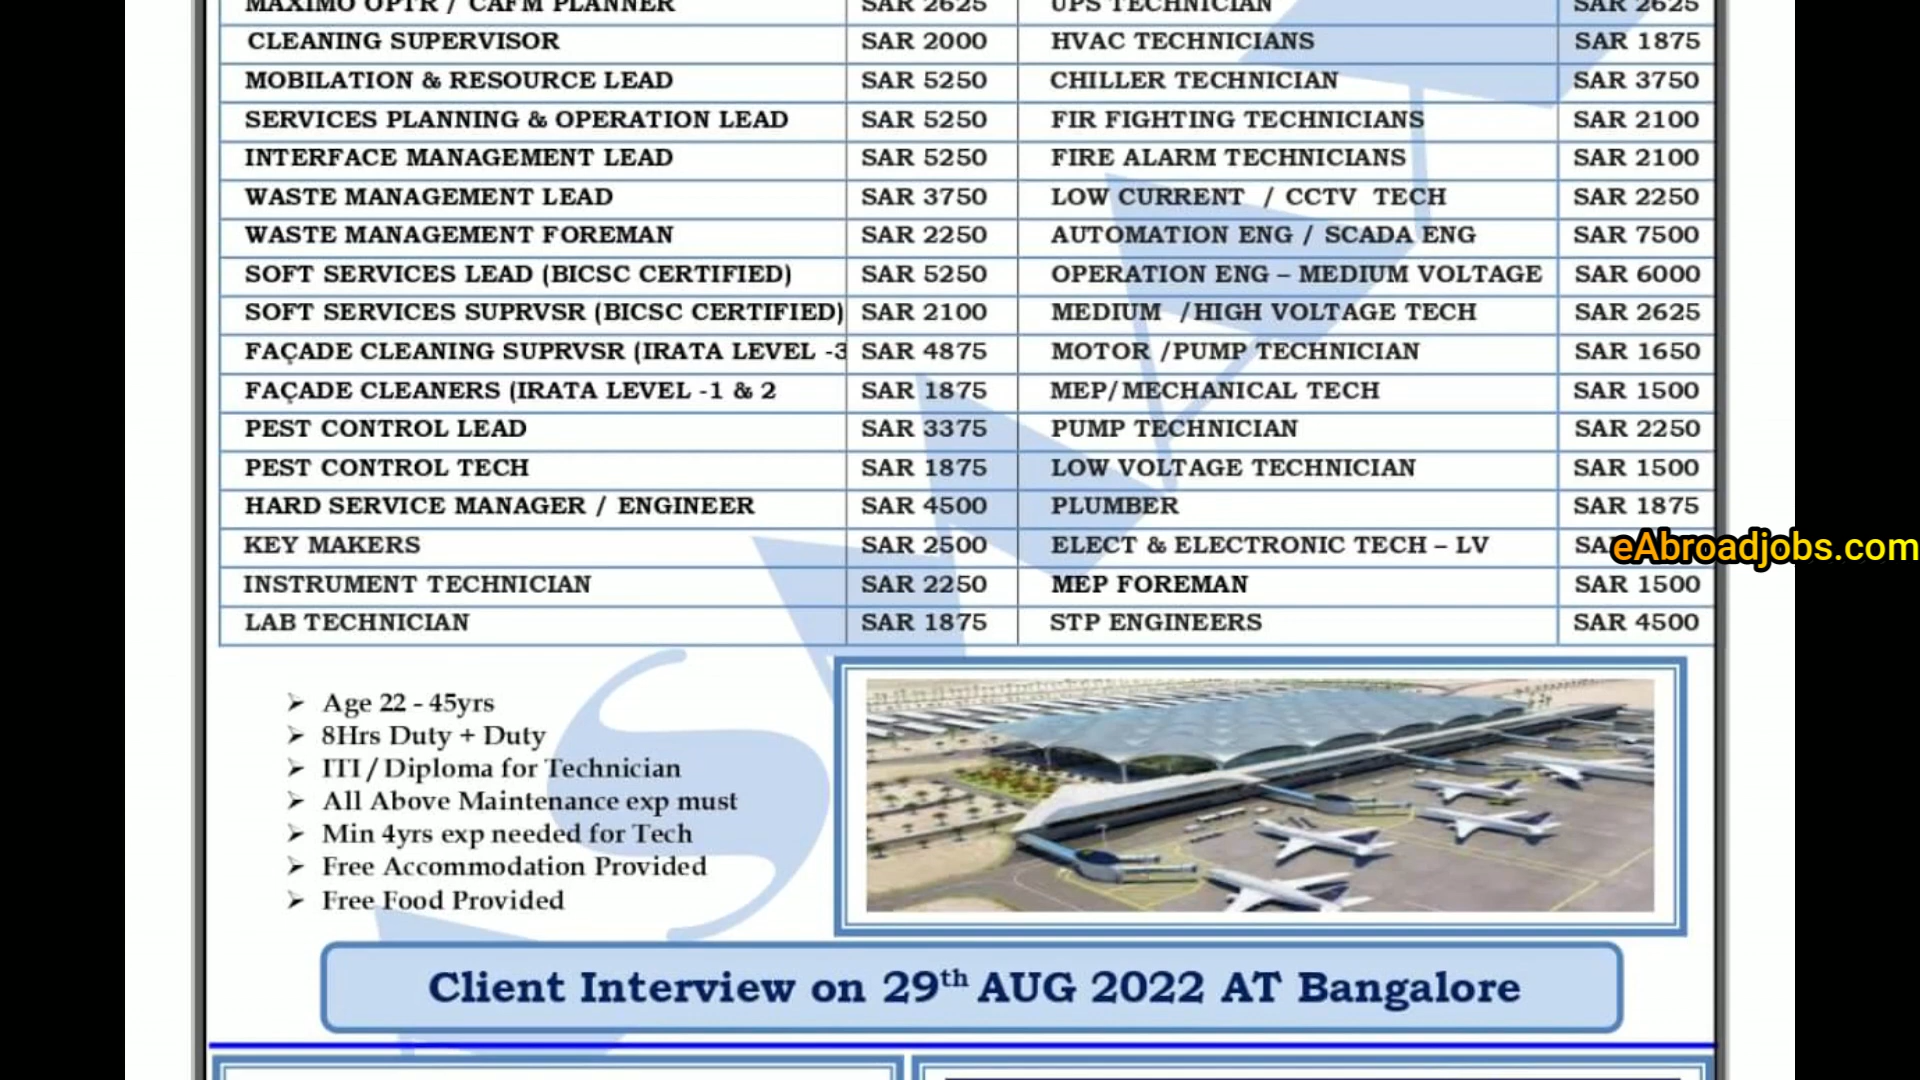 MAXIMO OPTR / CAFM PLANNER SAR 2625 UPS TECHNICIAN SAR 2625
CLEANING SUPERVISOR SAR 2000 HVAC TECHNICIANS SAR 1875
MOBILATION & RESOURCE LEAD SAR 5250 CHILLER TECHNICIAN SAR 3750
SERVICES PLANNING & OPERATION LEAD SAR 5250 FIR FIGHTING TECHNICIANS SAR 2100
INTERFACE MANAGEMENT LEAD SAR 5250 FIRE ALARM TECHNICIANS SAR 2100
WASTE MANAGEMENT LEAD SAR 3750 LOW CURRENT / CCTV TECH SAR 2250
WASTE MANAGEMENT FOREMAN SAR 2250 AUTOMATION ENG / SCADA ENG SAR 7500
SOFT SERVICES LEAD (BICSC CERTIFIED) SAR 5250 OPERATION ENG – MEDIUM VOLTAGE SAR 6000
SOFT SERVICES SUPRVSR (BICSC CERTIFIED) SAR 2100 MEDIUM /HIGH VOLTAGE TECH SAR 2625
FAÇADE CLEANING SUPRVSR (IRATA LEVEL -3 SAR 4875 MOTOR /PUMP TECHNICIAN SAR 1650
FAÇADE CLEANERS (IRATA LEVEL -1 & 2 SAR 1875 MEP/MECHANICAL TECH SAR 1500
PEST CONTROL LEAD SAR 3375 PUMP TECHNICIAN SAR 2250
PEST CONTROL TECH SAR 1875 LOW VOLTAGE TECHNICIAN SAR 1500
HARD SERVICE MANAGER / ENGINEER SAR 4500 PLUMBER SAR 1875
KEY MAKERS SAR 2500 ELECT & ELECTRONIC TECH – LV
eAbroadjobs.com
INSTRUMENT TECHNICIAN SAR 2250 MEP FOREMAN SAR 1500
LAB TECHNICIAN SAR 1875 STP ENGINEERS SAR 4500
➢ Age 22 - 45yrs
➢ 8Hrs Duty + Duty
➢ ITI / Diploma for Technician
➢ All Above Maintenance exp must
➢ Min 4yrs exp needed for Tech
➢ Free Accommodation Provided
➢ Free Food Provided
Client Interview on 29th AUG 2022 AT Bangalore